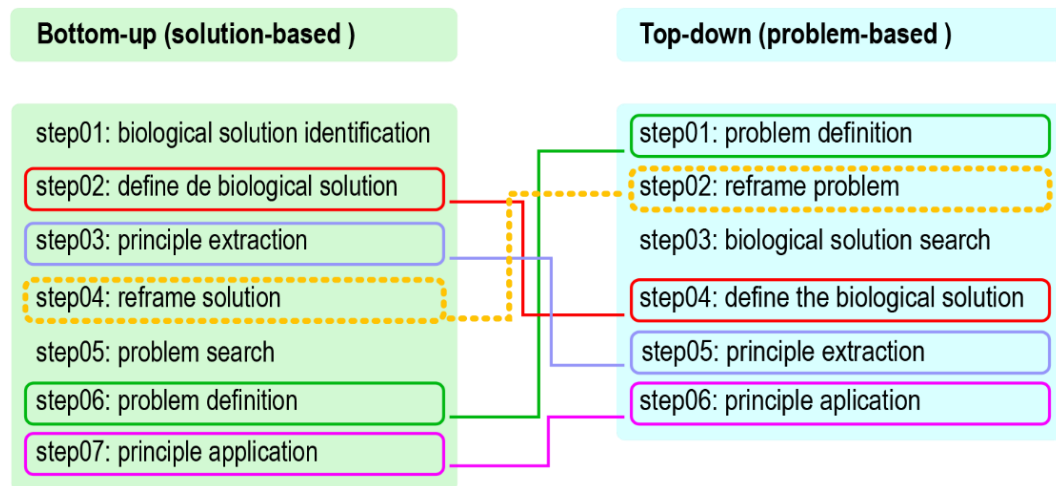 Bottom-up (solution-based )
step01: biological solution identification
step02: define de biological solution
step03: principle extraction
step04: reframe solution
step05: problem search
step06: problem definition
step07: principle application
Top-down (problem-based )
step01: problem definition
step02: reframe problem
step03: biological solution search
step04: define the biological solution
step05: principle extraction
step06: principle aplication